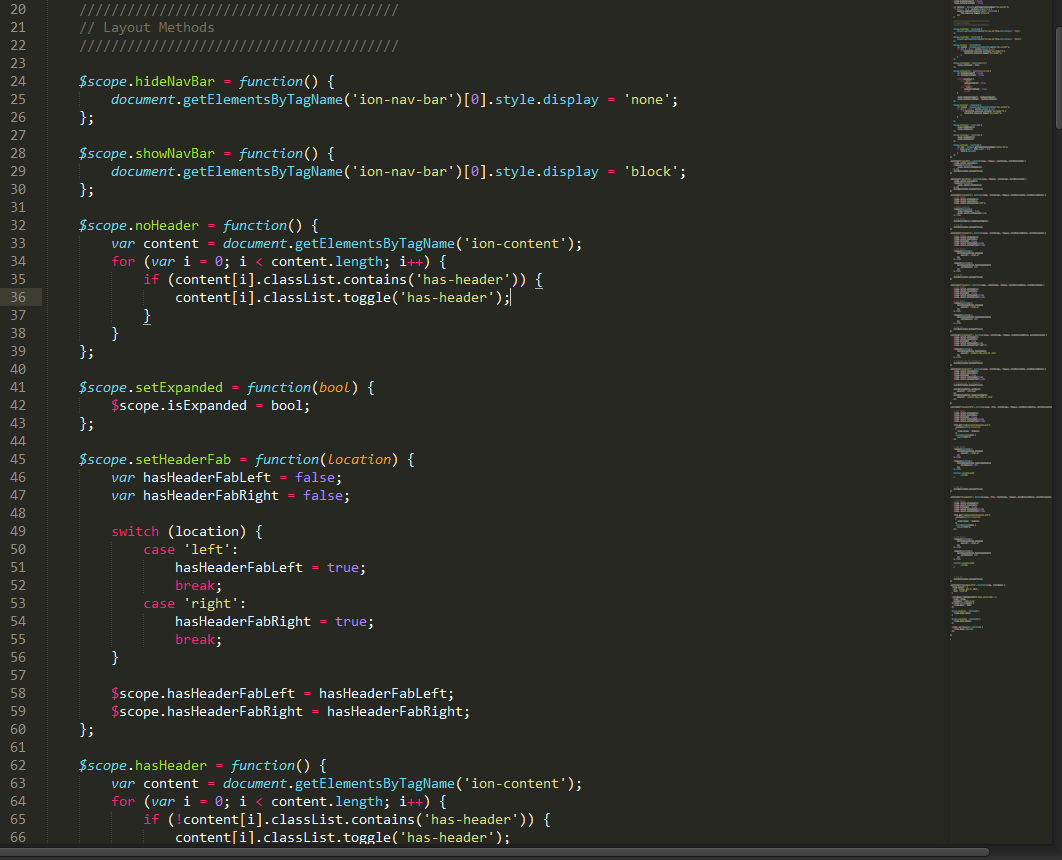 20 ////////////////////////////////////////
21 // Layout Methods
22 ////////////////////////////////////////
23
24 $scope.hideNavBar = function() {
25 document.getElementsByTagName('ion-nav-bar')[0].style.display = 'none';
26 };
27
28 $scope.showNavBar = function() {
29 document.getElementsByTagName('ion-nav-bar')[0].style.display = 'block';
30 };
31
32 $scope.noHeader = function() {
33 var content = document.getElementsByTagName('ion-content');
34 for (var i = 0; i < content.length; i++) {
35 if (content[i].classList.contains('has-header')) {
36 content[i].classList.toggle('has-header');
37 }
38 }
39 };
40
41 $scope.setExpanded = function(bool) {
42 $scope.isExpanded = bool;
43 };
44
45 $scope.setHeaderFab = function(location) {
46 var hasHeaderFabLeft = false;
47 var hasHeaderFabRight = false;
48
49 switch (location) {
50 case 'left':
51 hasHeaderFabLeft = true;
52 break;
53 case 'right':
54 hasHeaderFabRight = true;
55 break;
56 }
57
58 $scope.hasHeaderFabLeft = hasHeaderFabLeft;
59 $scope.hasHeaderFabRight = hasHeaderFabRight;
60 };
61
62 $scope.hasHeader = function() {
63 var content = document.getElementsByTagName('ion-content');
64 for (var i = 0; i < content.length; i++) {
65 if (!content[i].classList.contains('has-header')) {
66 content[i].classList.toggle('has-header');